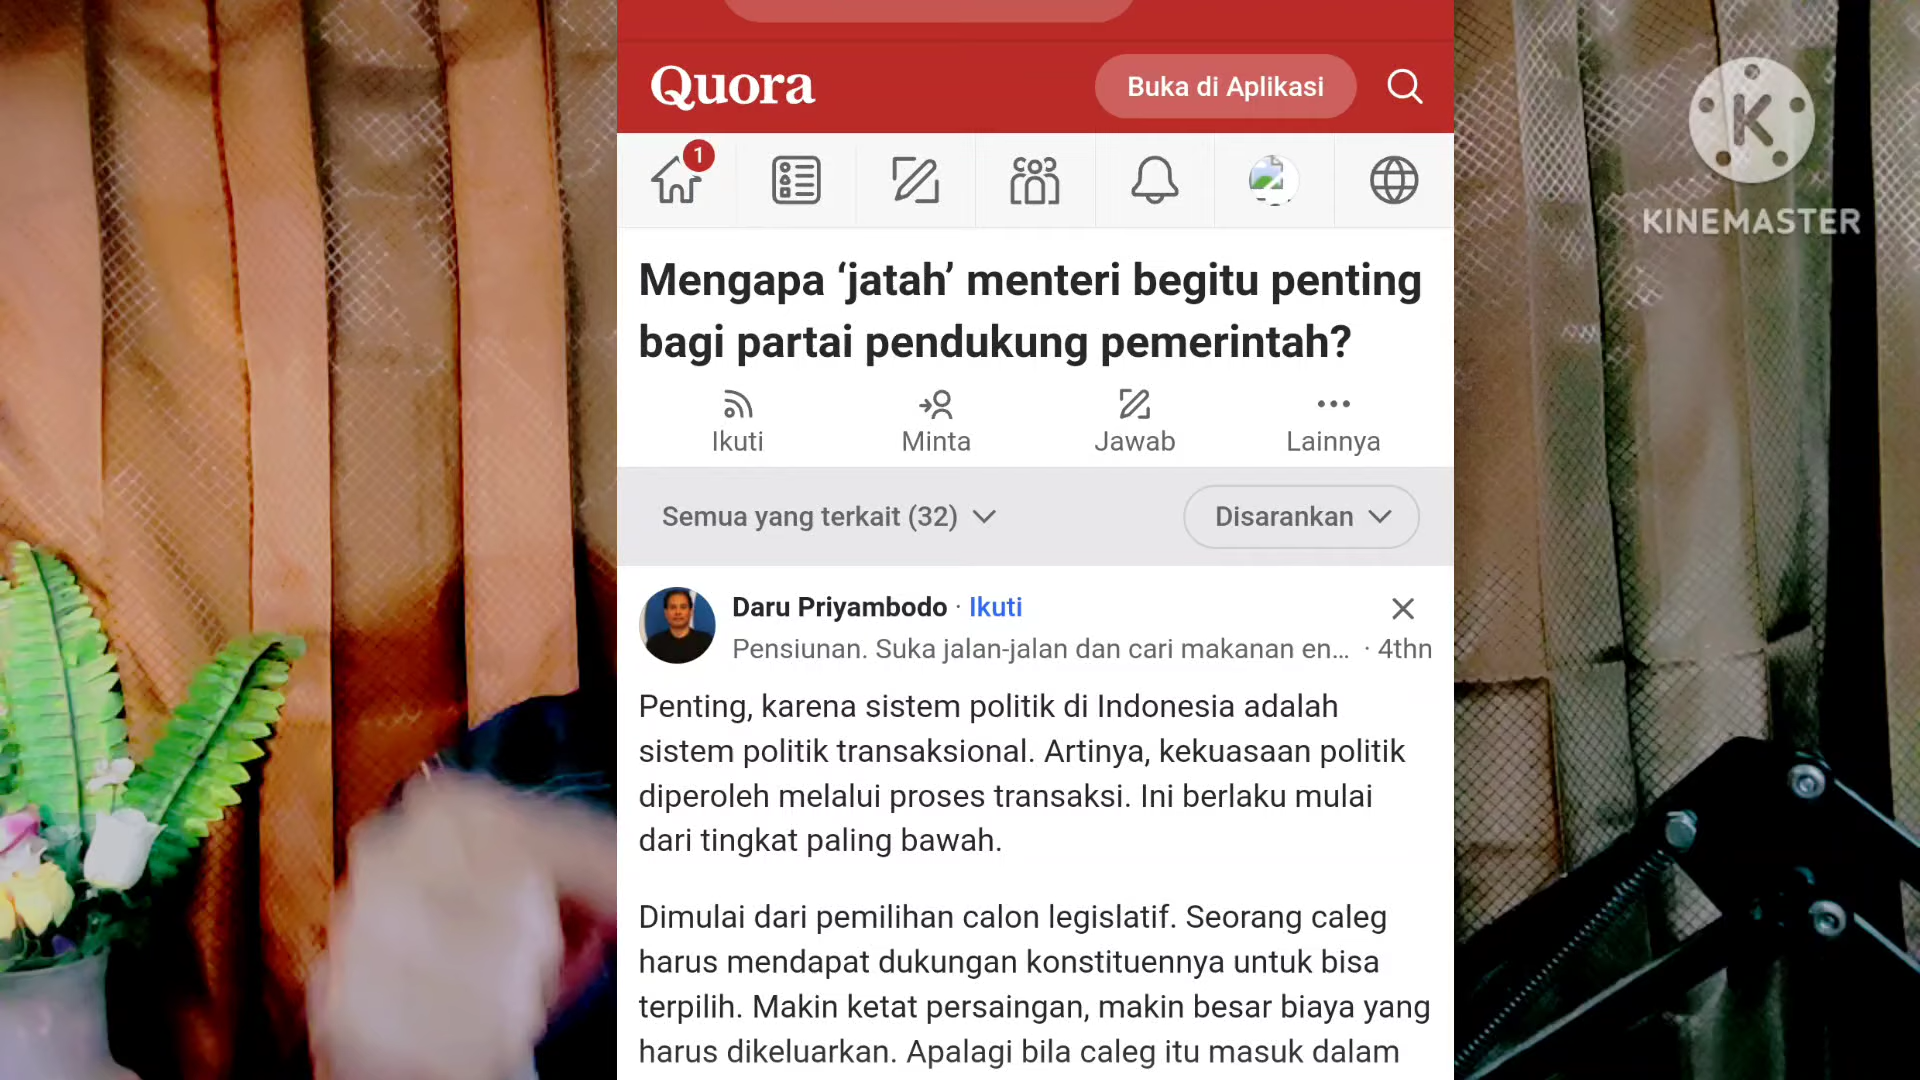 Quora
Buka di Aplikasi
1
KINEMASTER
Mengapa ‘jatah’ menteri begitu penting
bagi partai pendukung pemerintah?
Ikuti
Minta
Jawab
Lainnya
Semua yang terkait (32)
Disarankan
Daru Priyambodo · Ikuti
Pensiunan. Suka jalan-jalan dan cari makanan en... · 4thn
Penting, karena sistem politik di Indonesia adalah
sistem politik transaksional. Artinya, kekuasaan politik
diperoleh melalui proses transaksi. Ini berlaku mulai
dari tingkat paling bawah.
Dimulai dari pemilihan calon legislatif. Seorang caleg
harus mendapat dukungan konstituennya untuk bisa
terpilih. Makin ketat persaingan, makin besar biaya yang
harus dikeluarkan. Apalagi bila caleg itu masuk dalam